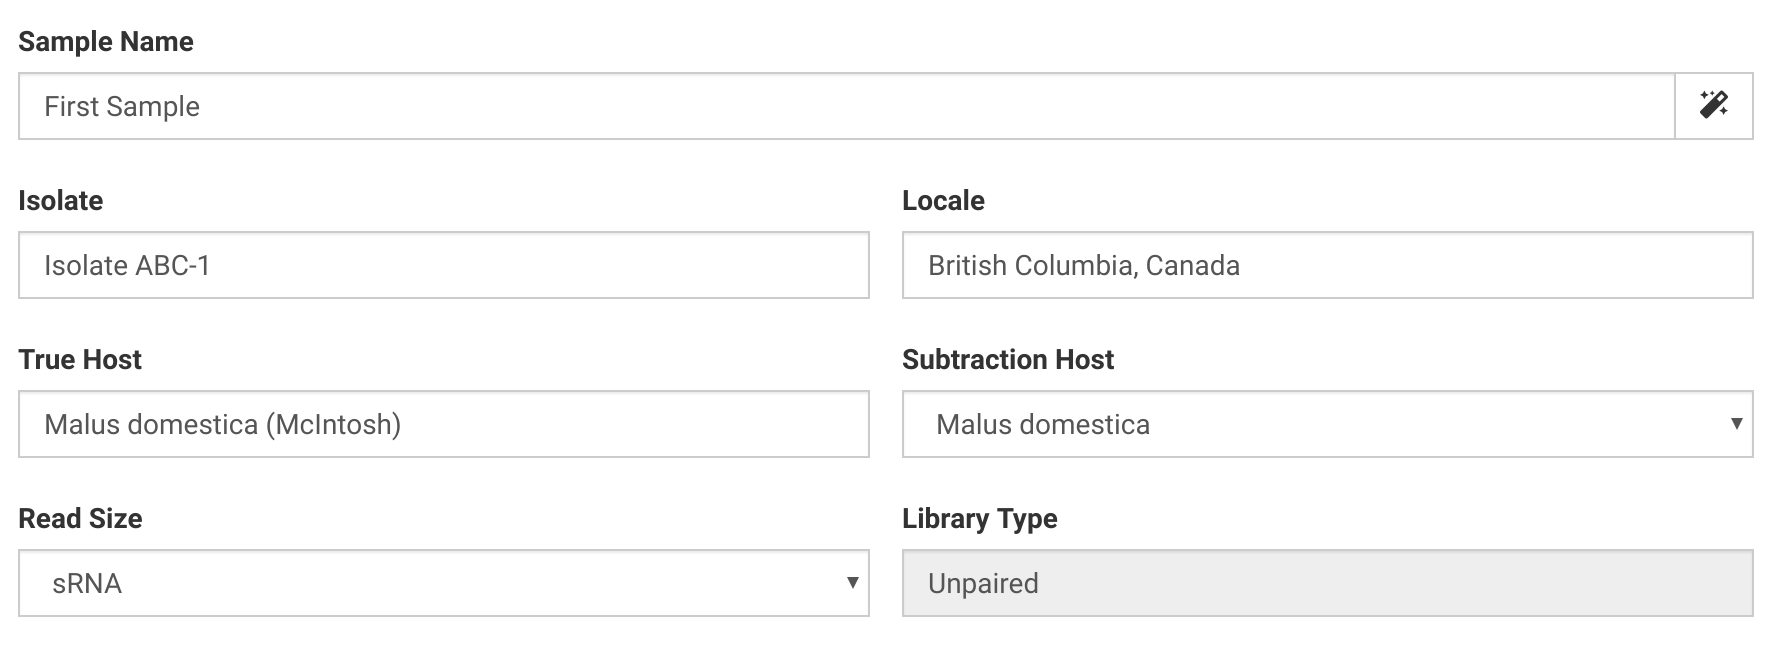 Sample Name
First Sample
Isolate
Locale
Isolate ABC-1
British Columbia, Canada
True Host
Subtraction Host
Malus domestica (McIntosh)
Malus domestica
Read Size
Library Type
sRNA
Unpaired